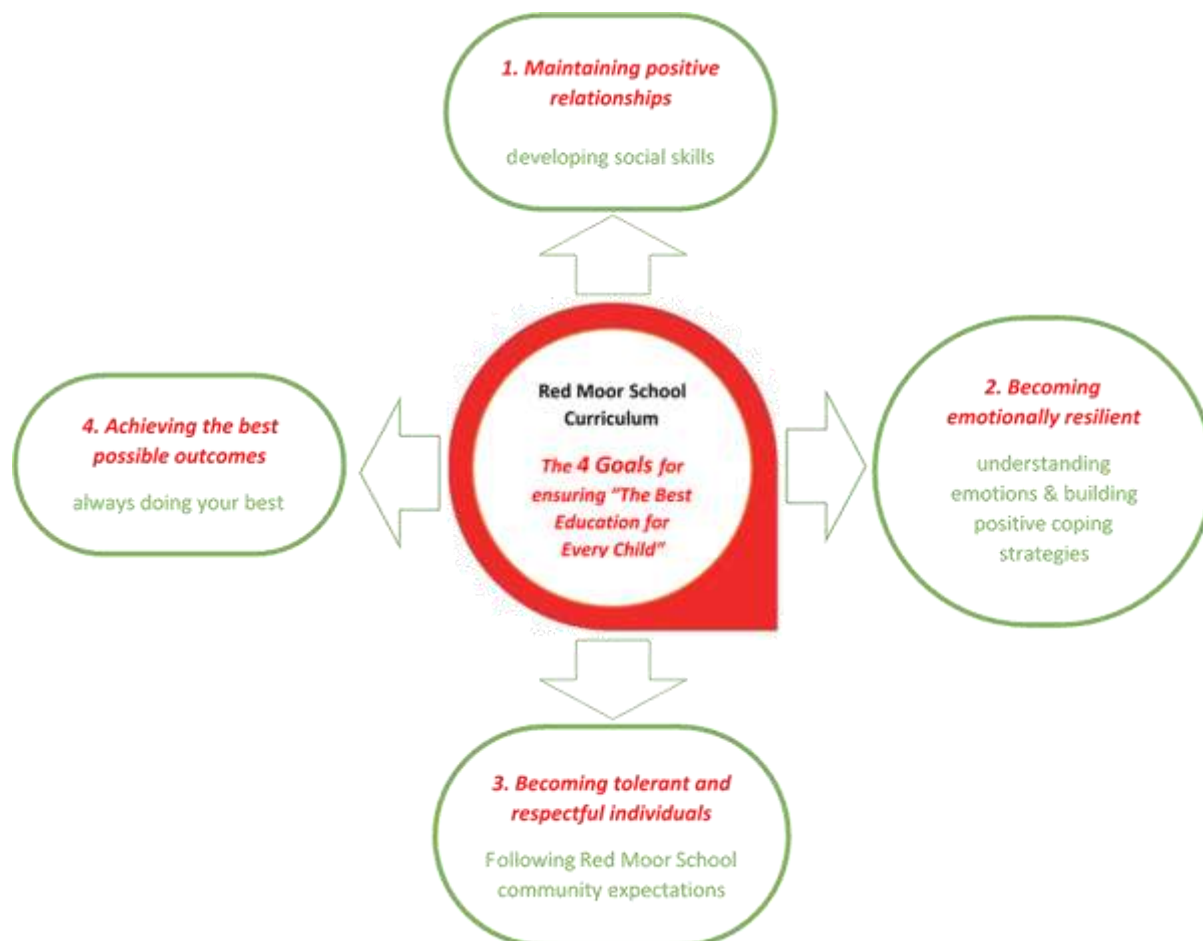 1. Maintaining positive
relationships
developing social skills
Red Moor School
Curriculum
The 4 Goals for
ensuring "The Best
Education for
Every Child"
2. Becoming
emotionally resilient
understanding
emotions & building
positive coping
strategies
3. Becoming tolerant and
respectful individuals
Following Red Moor School
community expectations
4. Achieving the best
possible outcomes
always doing your best